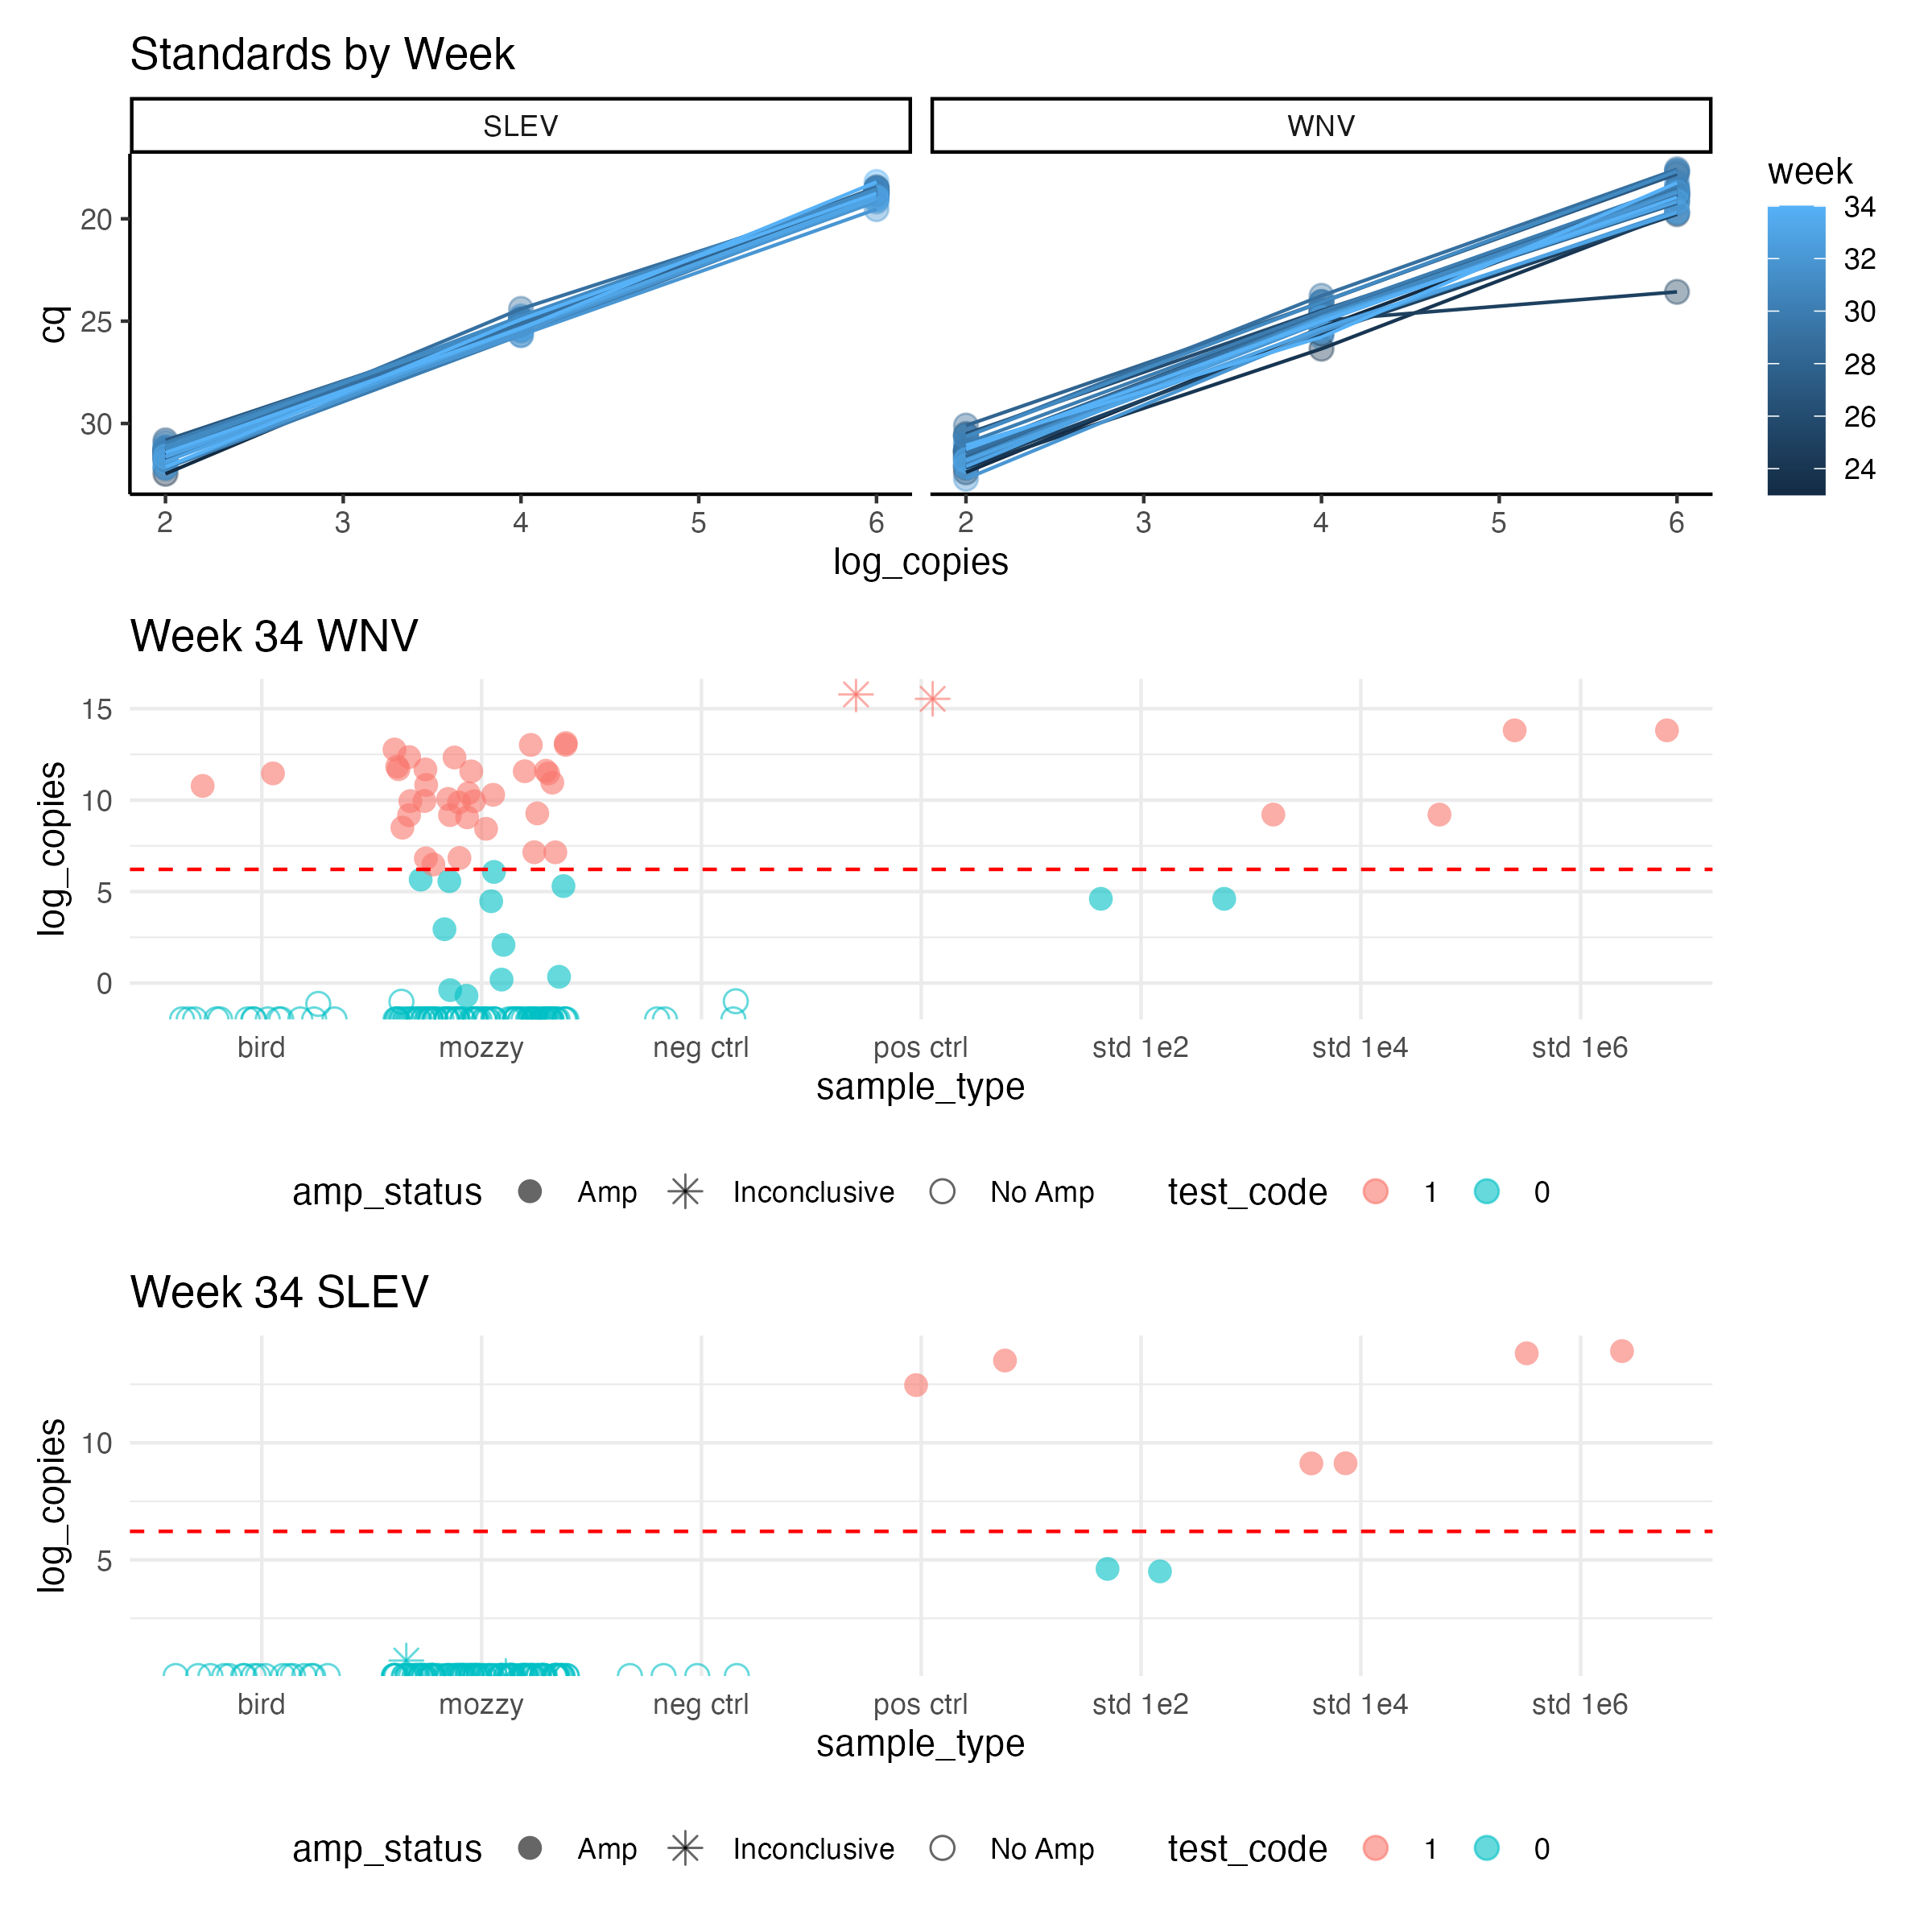 Standards by Week
SLEV WNV
week
34
32
30
28
26
24
cq
20
25
30
2 3 4 5 6 2 3 4 5 6
log_copies
Week 34 WNV
log_copies
15
10
5
0
bird mozzy neg ctrl pos ctrl std 1e2 std 1e4 std 1e6
sample_type
amp_status Amp Inconclusive No Amp test_code 1 0
Week 34 SLEV
log_copies
10
5
bird mozzy neg ctrl pos ctrl std 1e2 std 1e4 std 1e6
sample_type
amp_status Amp Inconclusive No Amp test_code 1 0